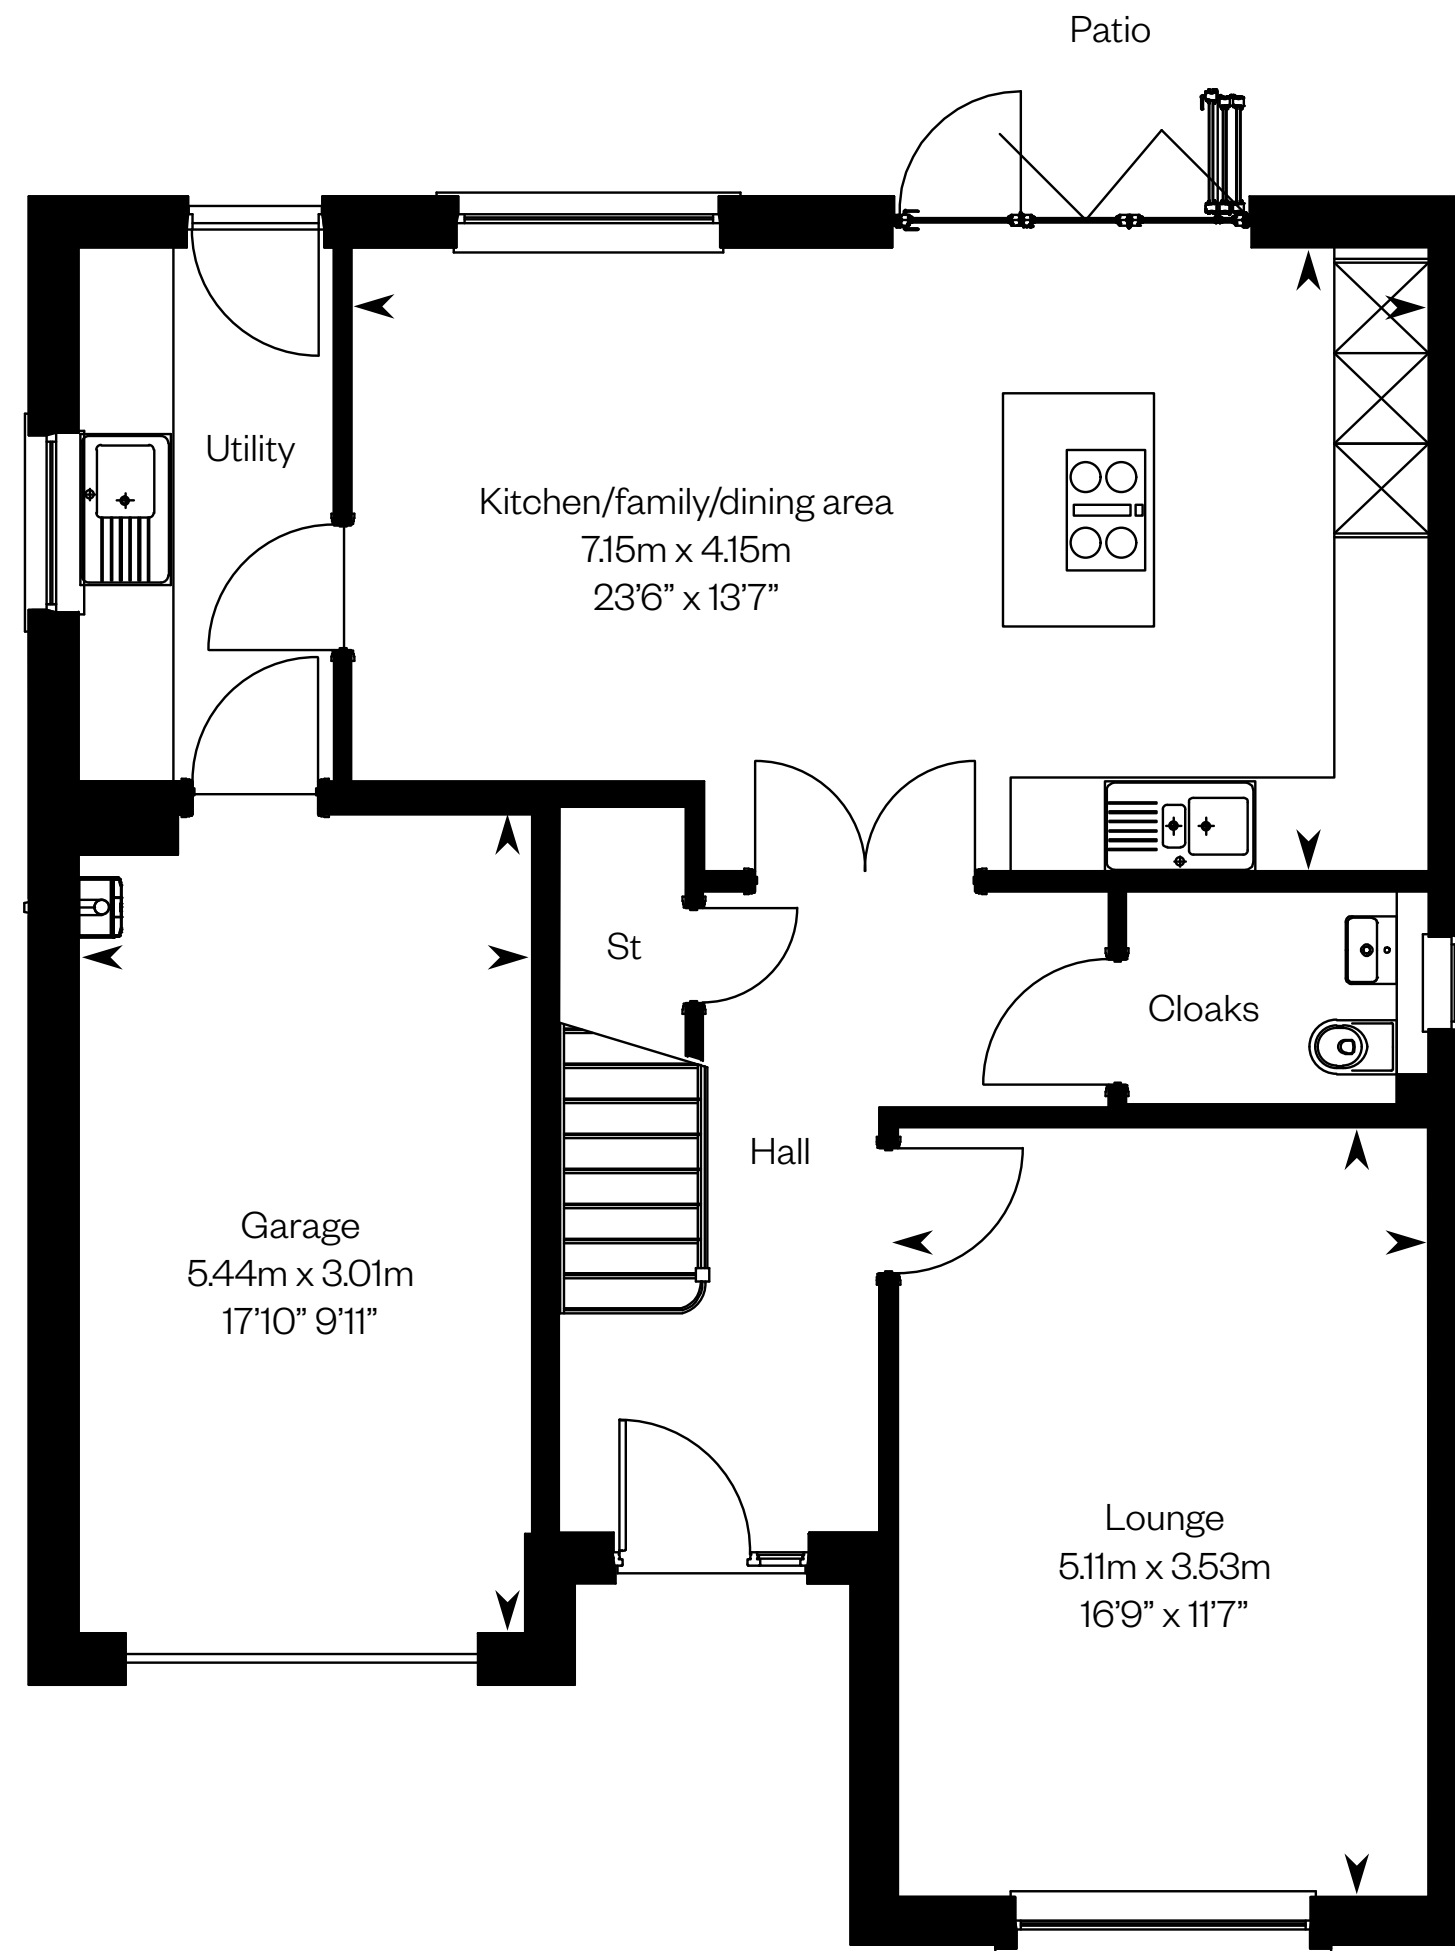 Patio
Utility
Kitchen/family/dining area
7.15m x 4.15m
23’6” x 13’7”
St
Cloaks
Hall
Garage
5.44m x 3.01m
17’10” 9’11”
Lounge
5.11m x 3.53m
16’9” x 11’7”